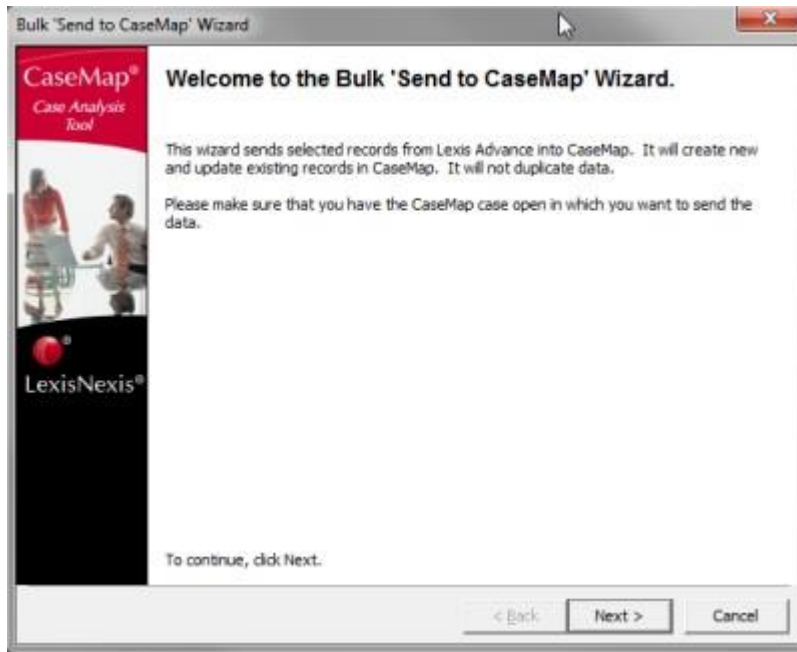 Bulk 'Send to CaseMap' Wizard
CaseMap®
Case Analysis
Tool
LexisNexis®
Welcome to the Bulk 'Send to CaseMap' Wizard.
This wizard sends selected records from Lexis Advance into CaseMap. It will create new
and update existing records in CaseMap. It will not duplicate data.
Please make sure that you have the CaseMap case open in which you want to send the
data.
To continue, click Next.
< Back
Next >
Cancel